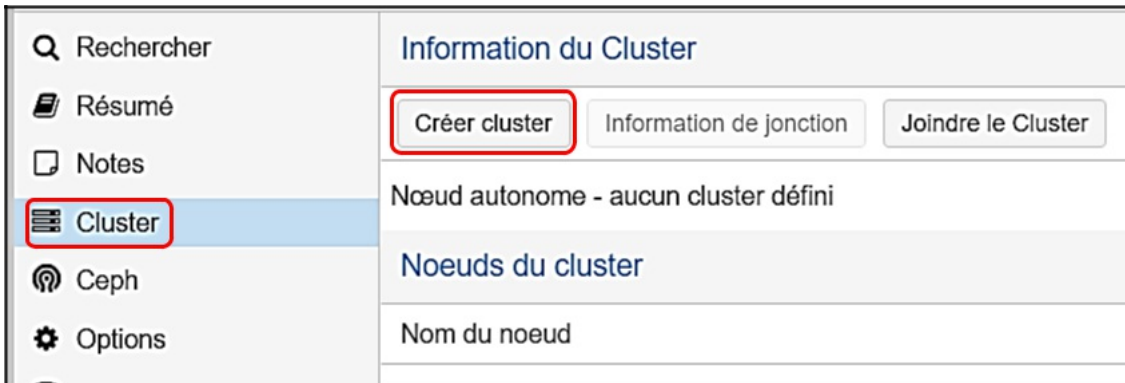 Rechercher
Résumé
Notes
Cluster
Ceph
Options
Information du Cluster
Créer cluster
Information de jonction
Joindre le Cluster
Nœud autonome - aucun cluster défini
Noeuds du cluster
Nom du noeud